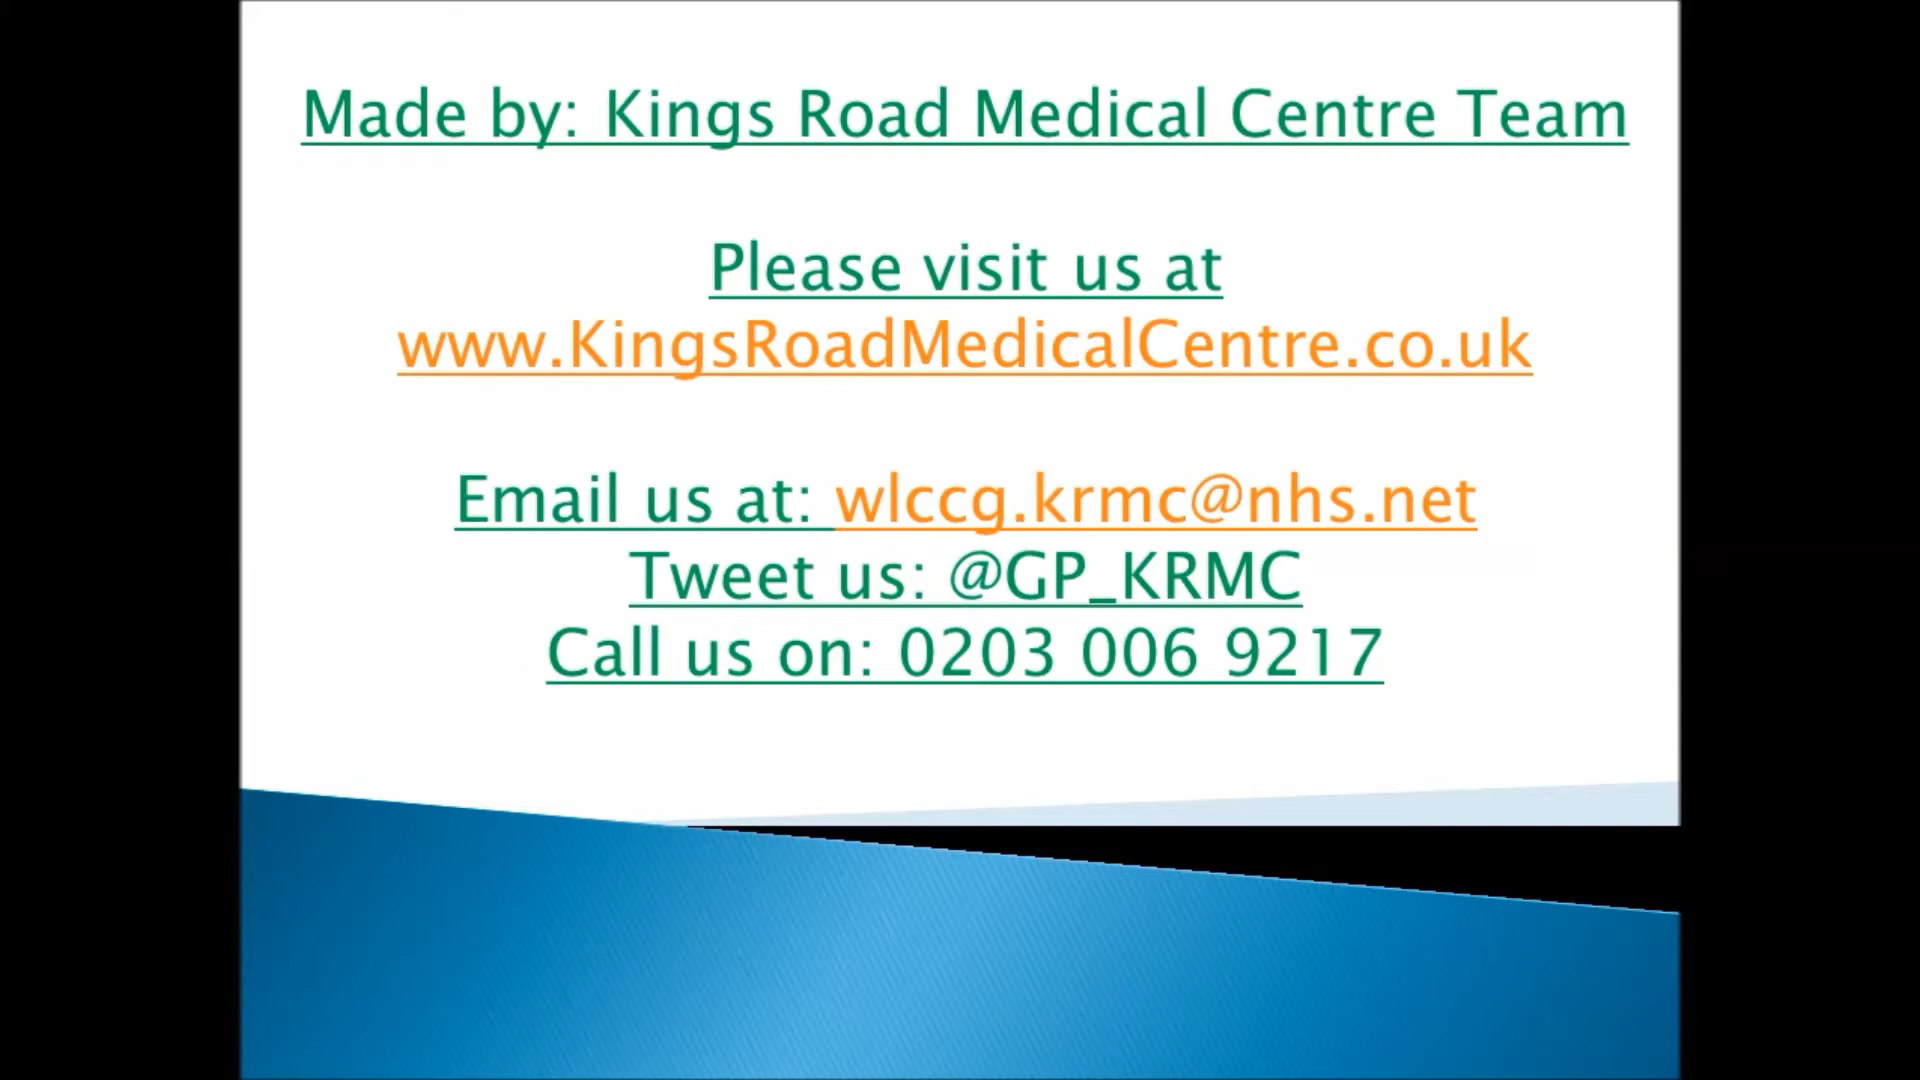 Made by: Kings Road Medical Centre Team
Please visit us at
www.KingsRoadMedicalCentre.co.uk
Email us at: wlccg.krmc@nhs.net
Tweet us: @GP_KRMC
Call us on: 0203 006 9217